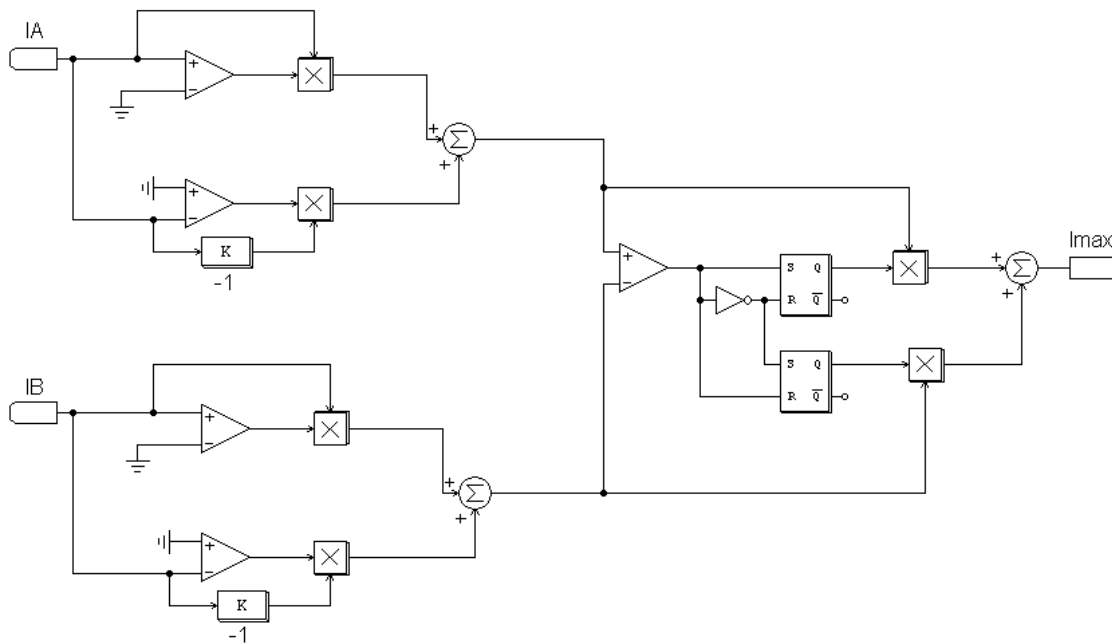 IA
+
−
×
+
Σ
+
+
−
×
K
-1
Imax
+
−
S Q
R Q̅
×
+
Σ
+
S Q
R Q̅
×
IB
+
−
×
+
Σ
+
+
−
×
K
-1